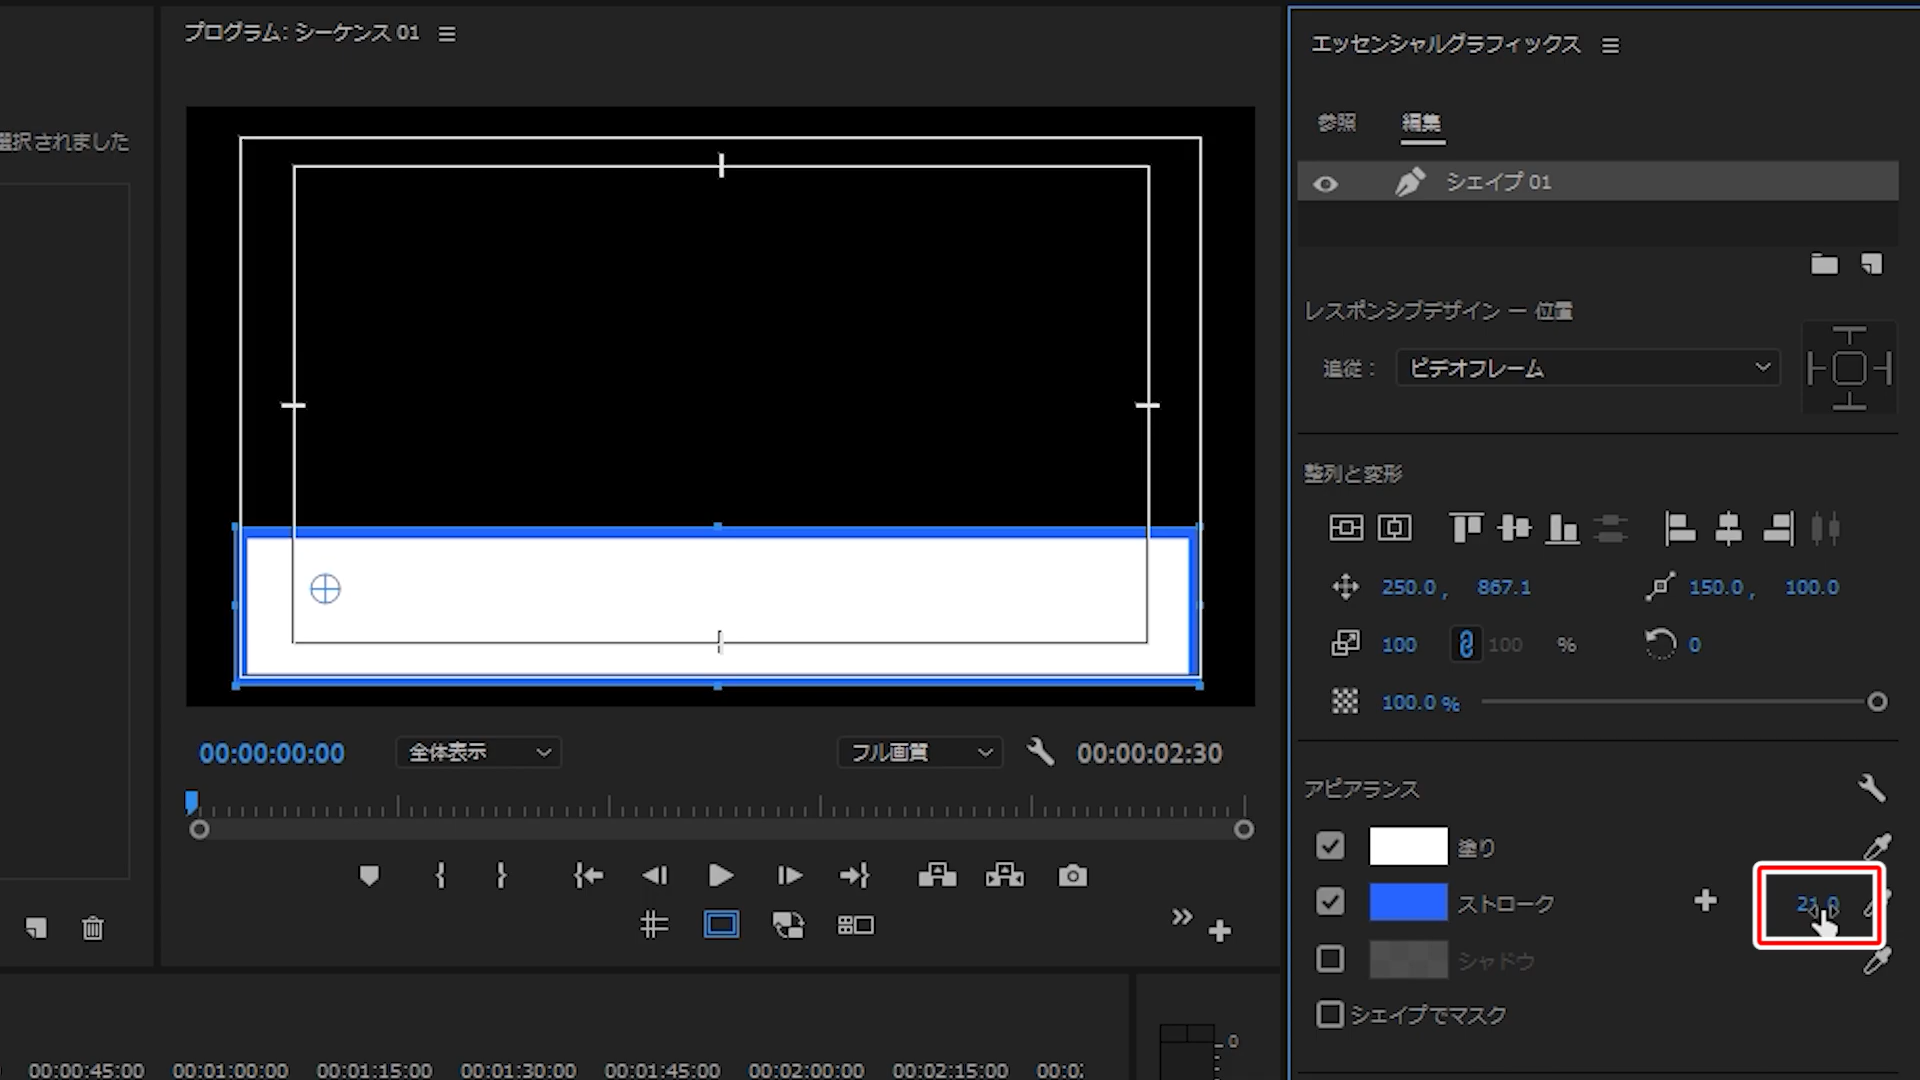 プログラム: シーケンス 01
選択されました
00:00:00:00
全体表示
フル画質
00:00:02:30
00:00:45:00
00:01:00:00
00:01:15:00
00:01:30:00
00:01:45:00
00:02:00:00
00:02:15:00
00:0
0
エッセンシャルグラフィックス
参照 編集
シェイプ 01
レスポンシブデザイン ー 位置
追従： ビデオフレーム
整列と変形
250.0 , 867.1 150.0 , 100.0
100 100 % 0
100.0 %
アピアランス
塗り
ストローク 21.0
シャドウ
シェイプでマスク